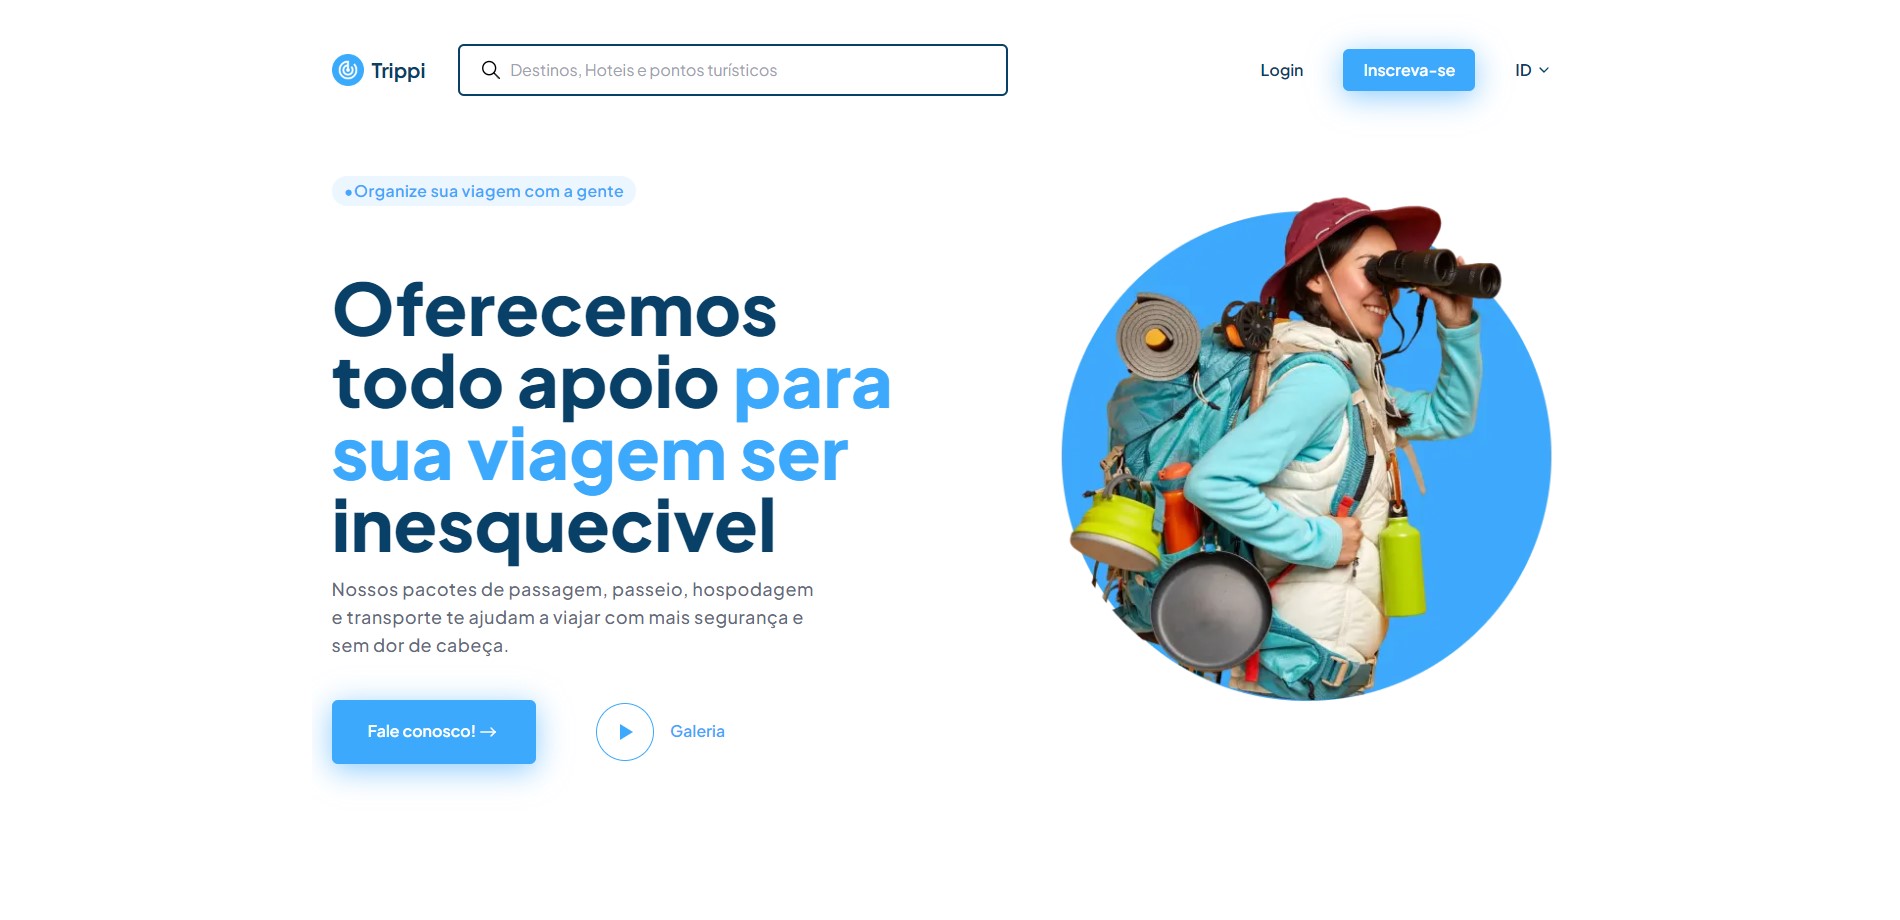 Trippi
Destinos, Hoteis e pontos turísticos
Login
Inscreva-se
ID
•Organize sua viagem com a gente
Oferecemos
todo apoio para
sua viagem ser
inesquecivel
Nossos pacotes de passagem, passeio, hospodagem
e transporte te ajudam a viajar com mais segurança e
sem dor de cabeça.
Fale conosco! →
Galeria